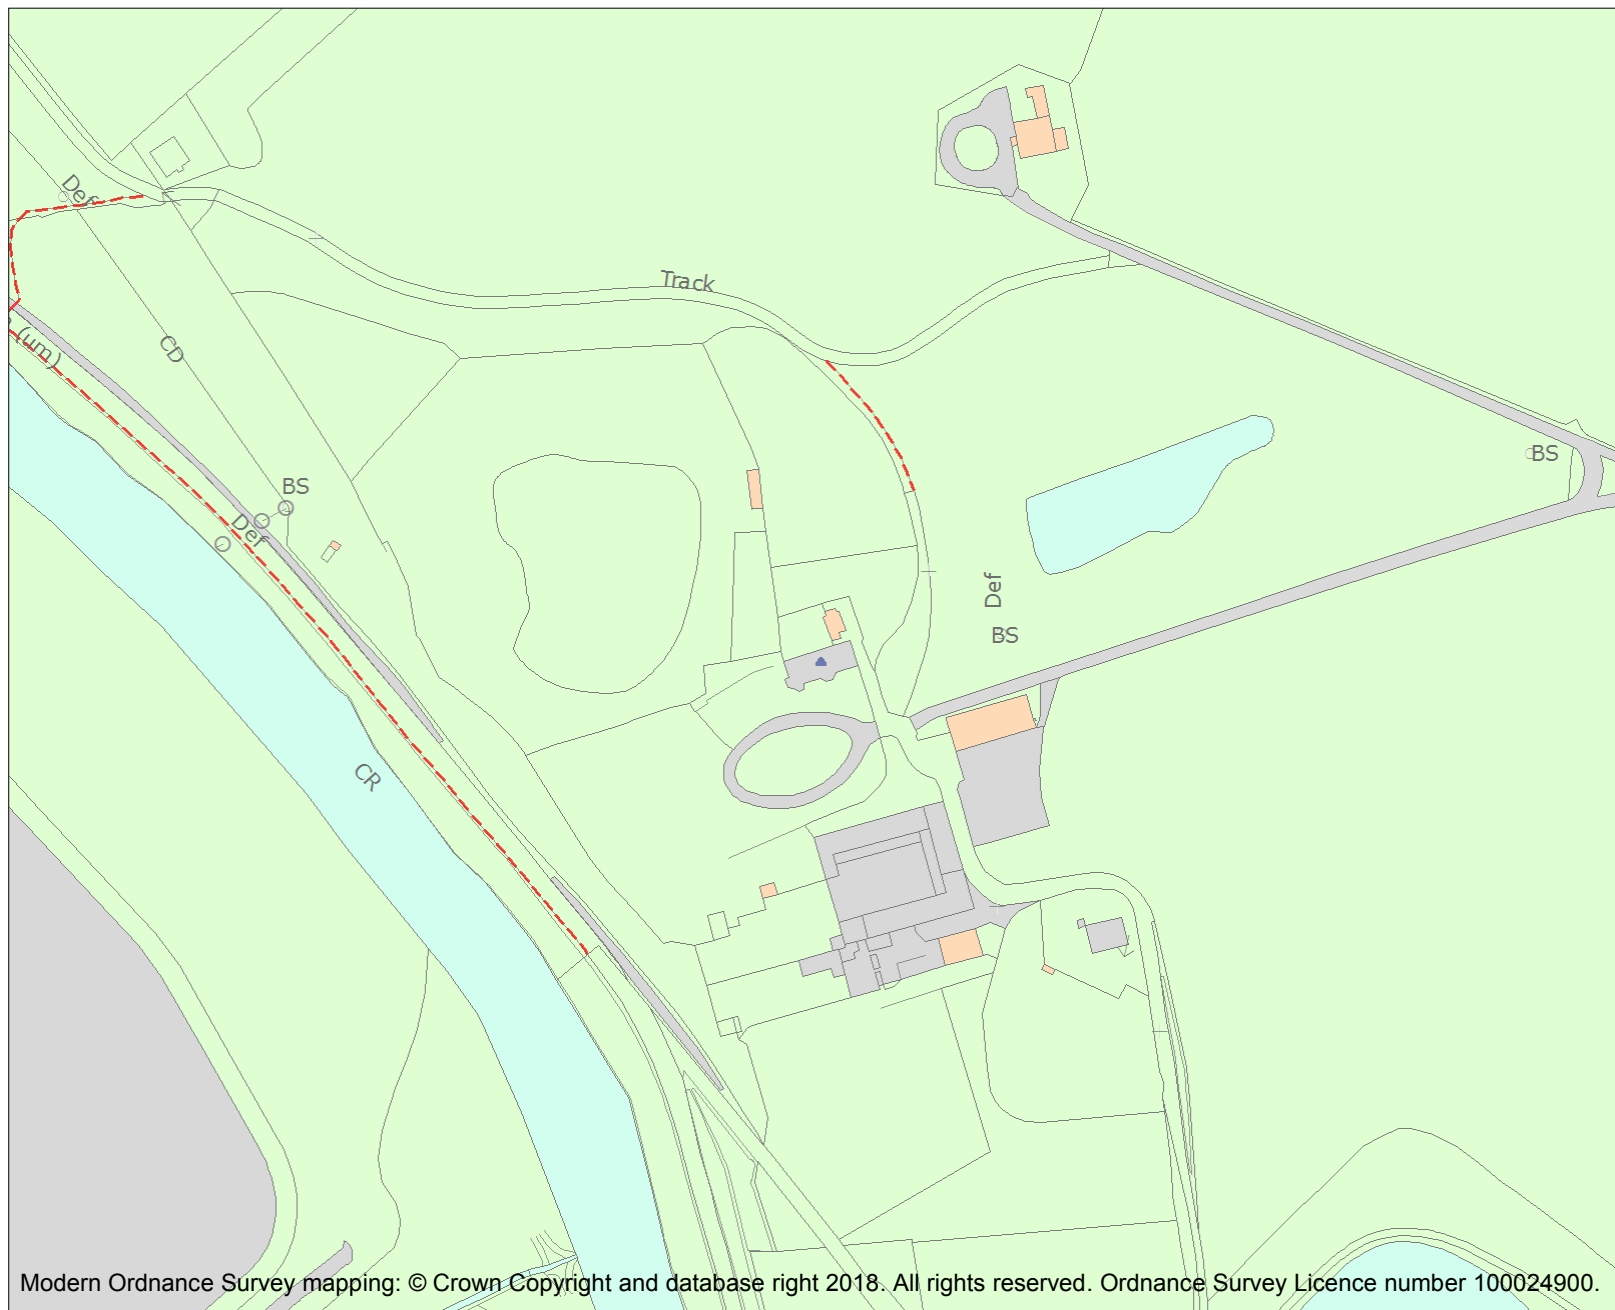 Def
Track
(um)
CD
BS
BS
Def
Def
BS
CR
Modern Ordnance Survey mapping: © Crown Copyright and database right 2018. All rights reserved. Ordnance Survey Licence number 100024900.